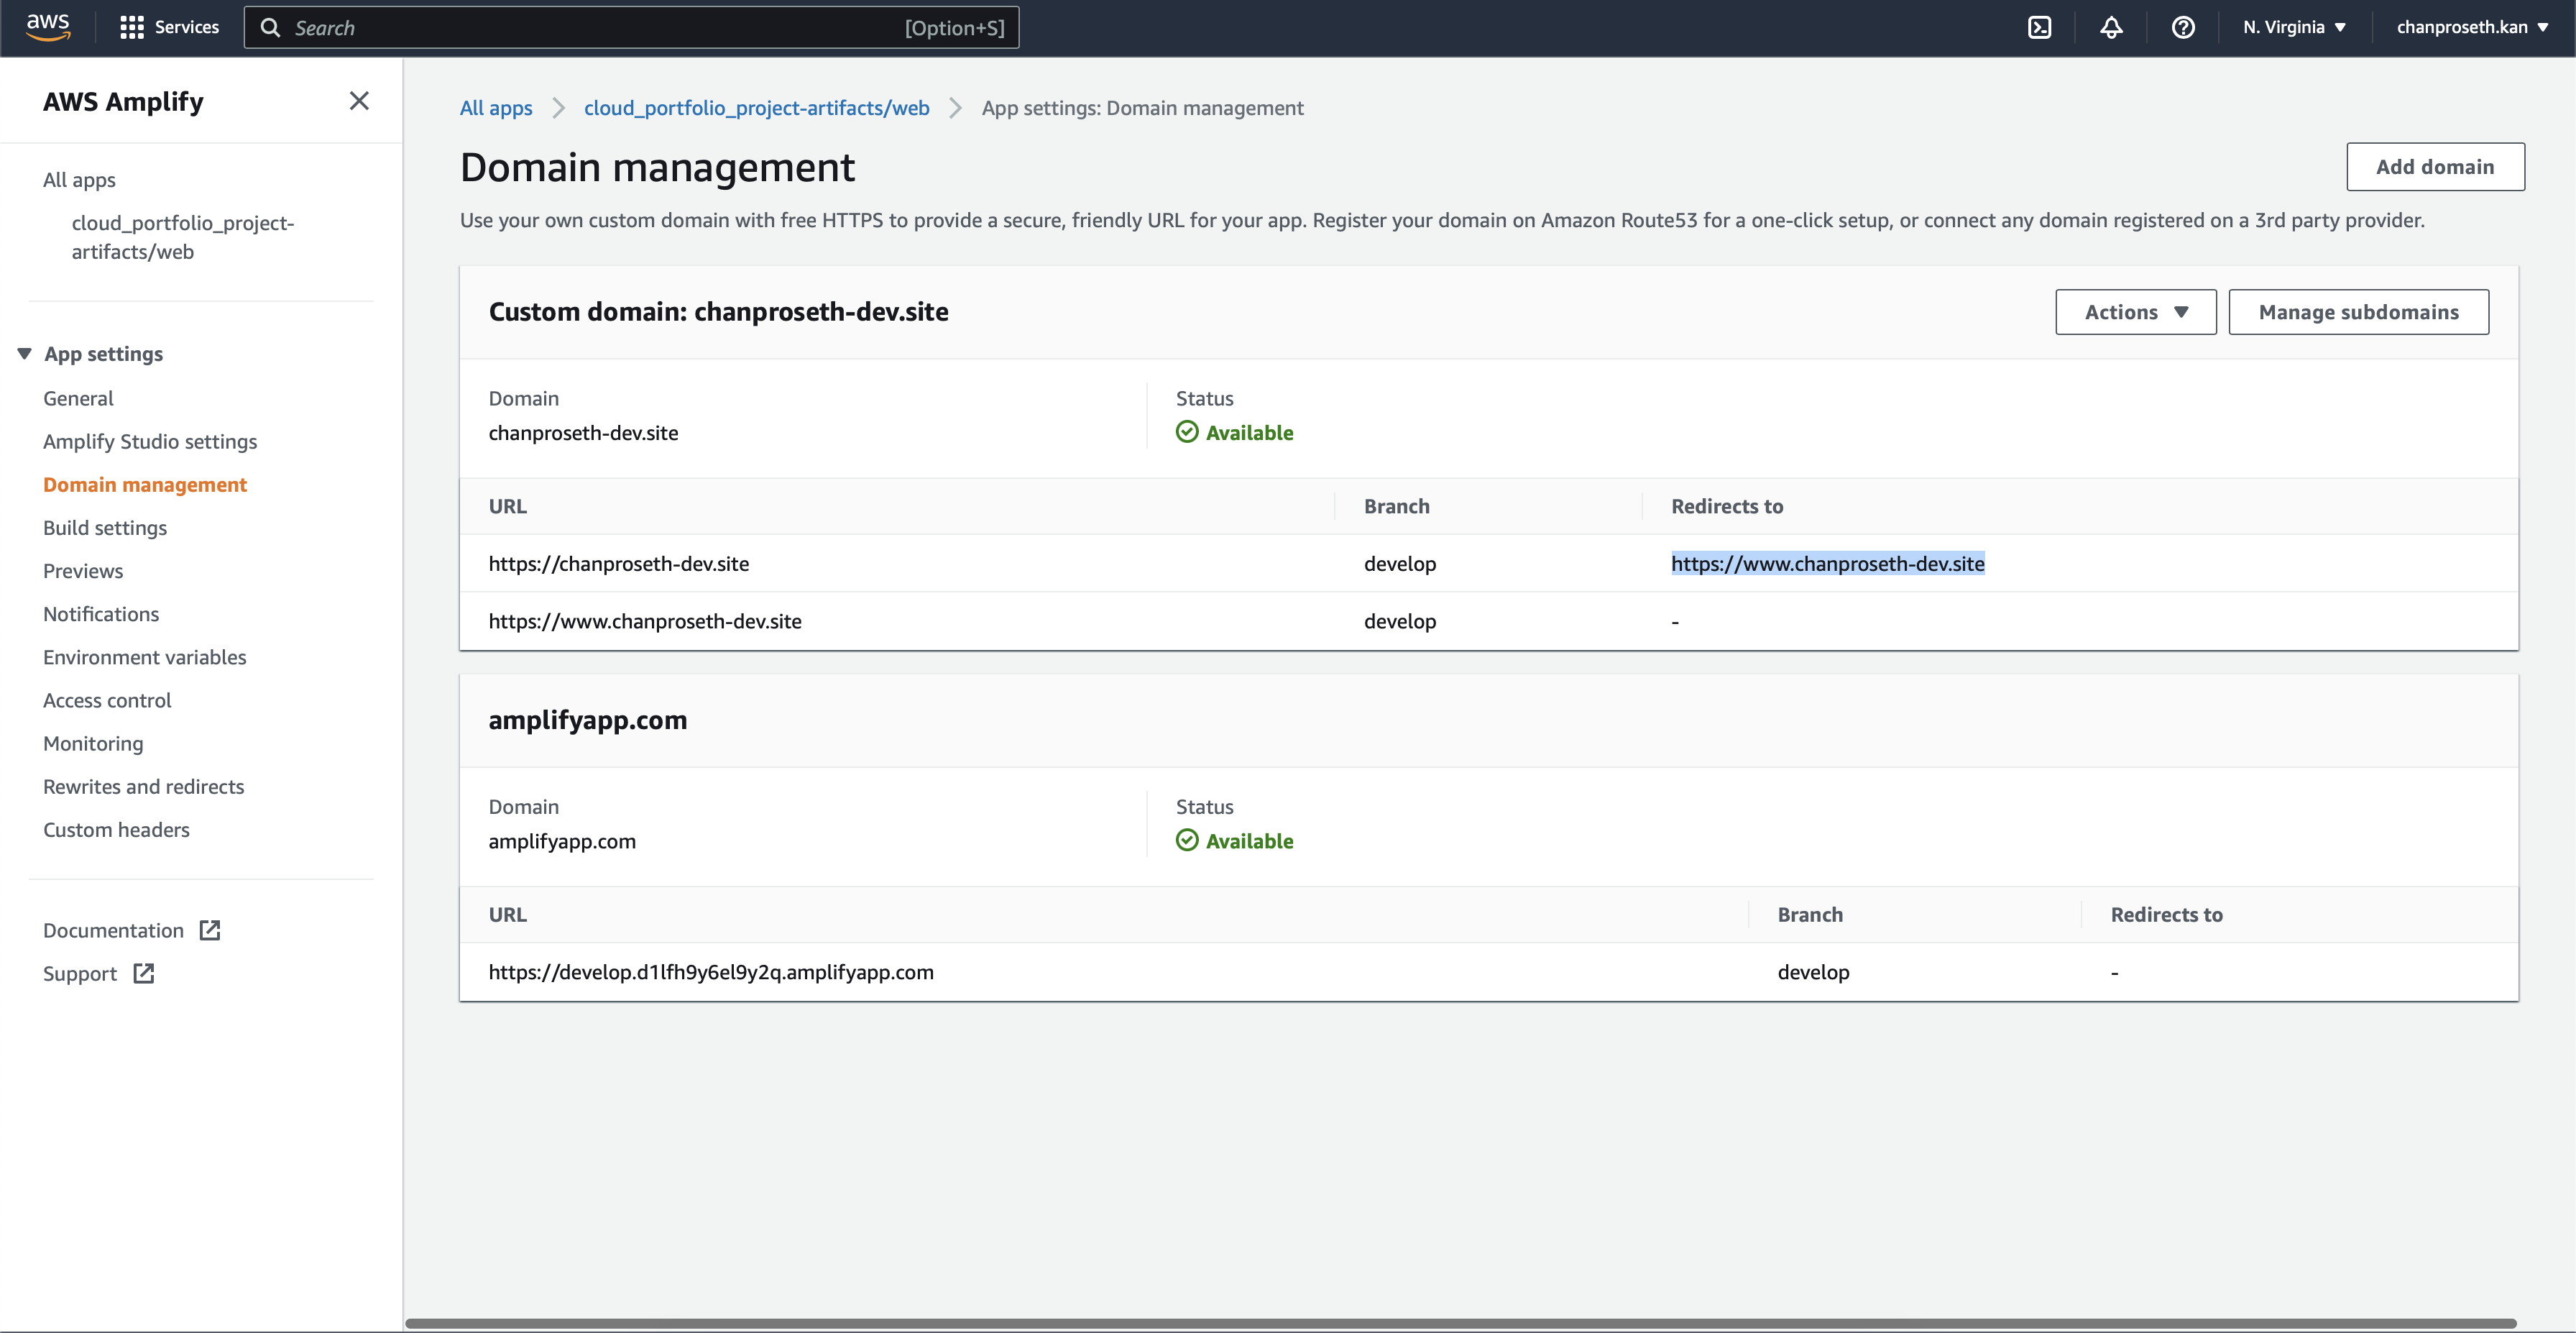 aws Services Search [Option+S] N. Virginia chanproseth.kan
AWS Amplify
All apps
cloud_portfolio_project-
artifacts/web
App settings
General
Amplify Studio settings
Domain management
Build settings
Previews
Notifications
Environment variables
Access control
Monitoring
Rewrites and redirects
Custom headers
Documentation
Support
All apps cloud_portfolio_project-artifacts/web App settings: Domain management
Domain management
Add domain
Use your own custom domain with free HTTPS to provide a secure, friendly URL for your app. Register your domain on Amazon Route53 for a one-click setup, or connect any domain registered on a 3rd party provider.
Custom domain: chanproseth-dev.site
Actions Manage subdomains
Domain Status
chanproseth-dev.site Available
URL Branch Redirects to
https://chanproseth-dev.site develop https://www.chanproseth-dev.site
https://www.chanproseth-dev.site develop -
amplifyapp.com
Domain Status
amplifyapp.com Available
URL Branch Redirects to
https://develop.d1lfh9y6el9y2q.amplifyapp.com develop -